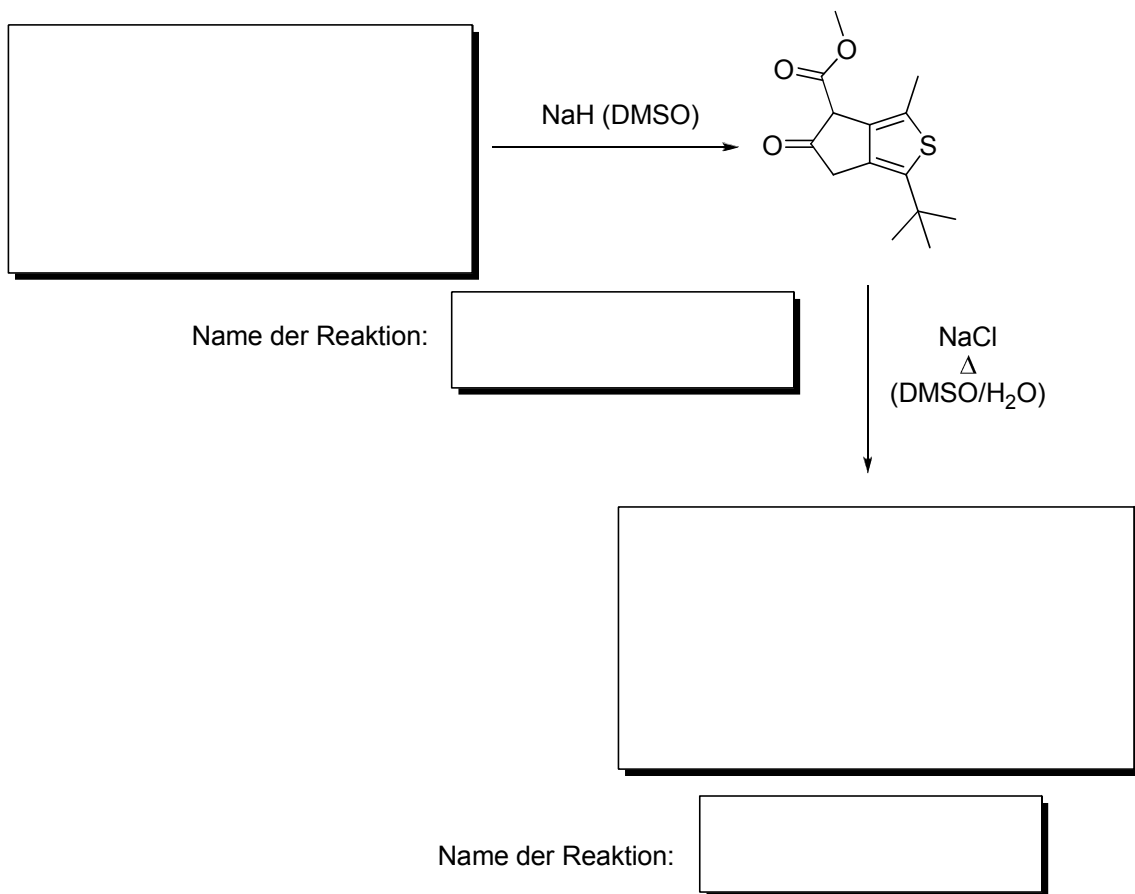 O
O
NaH (DMSO)
O
S
Name der Reaktion:
NaCl
Δ
(DMSO/H₂O)
Name der Reaktion: